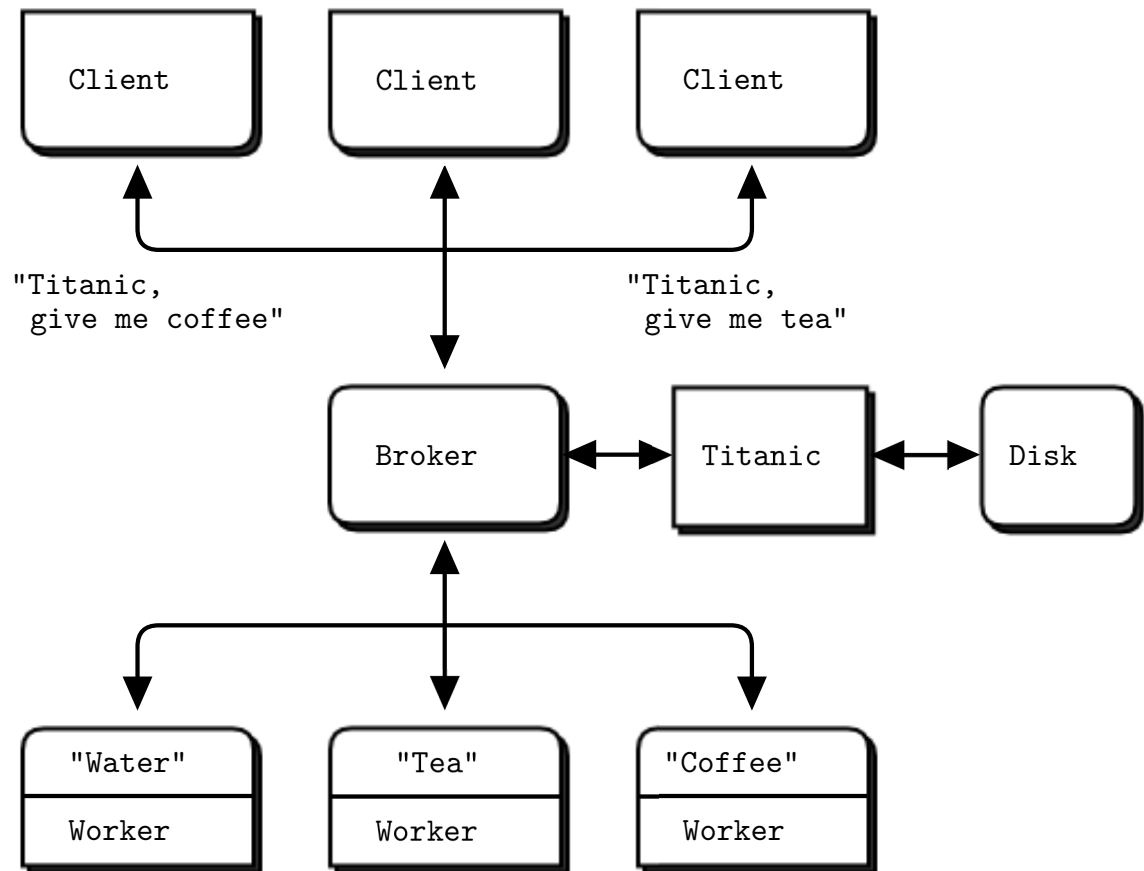 Client
Client
Client
"Titanic,
give me coffee"
"Titanic,
give me tea"
Broker
Titanic
Disk
"Water"
"Tea"
"Coffee"
Worker
Worker
Worker